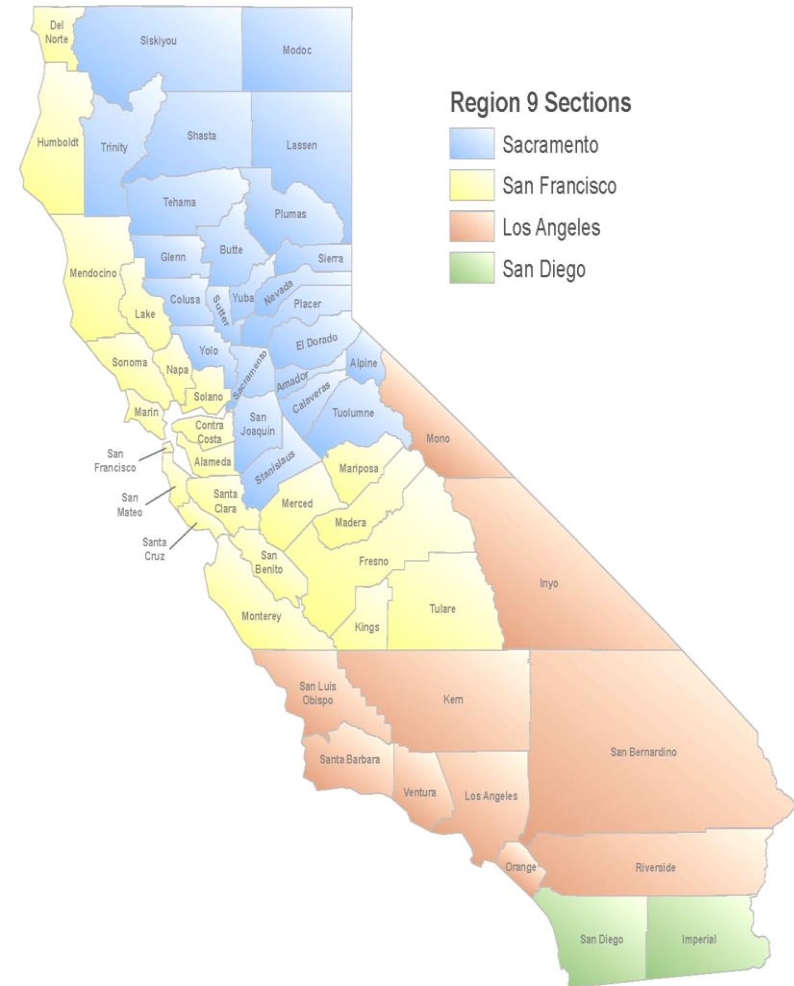 Del
Norte
Siskiyou
Modoc
Region 9 Sections
Sacramento
San Francisco
Los Angeles
San Diego
Humboldt
Trinity
Shasta
Lassen
Tehama
Plumas
Glenn
Butte
Sierra
Mendocino
Colusa
Sutter
Yuba
Nevada
Placer
Lake
El Dorado
Yolo
Sonoma
Napa
Sacramento
Alpine
Amador
Solano
Calaveras
Marin
Tuolumne
San
Joaquin
Contra
Costa
Mono
San
Francisco
Alameda
Stanislaus
Mariposa
San
Mateo
Santa
Clara
Merced
Madera
Santa
Cruz
San
Benito
Fresno
Inyo
Monterey
Kings
Tulare
San Luis
Obispo
Kern
Santa Barbara
San Bernardino
Ventura
Los Angeles
Orange
Riverside
San Diego
Imperial